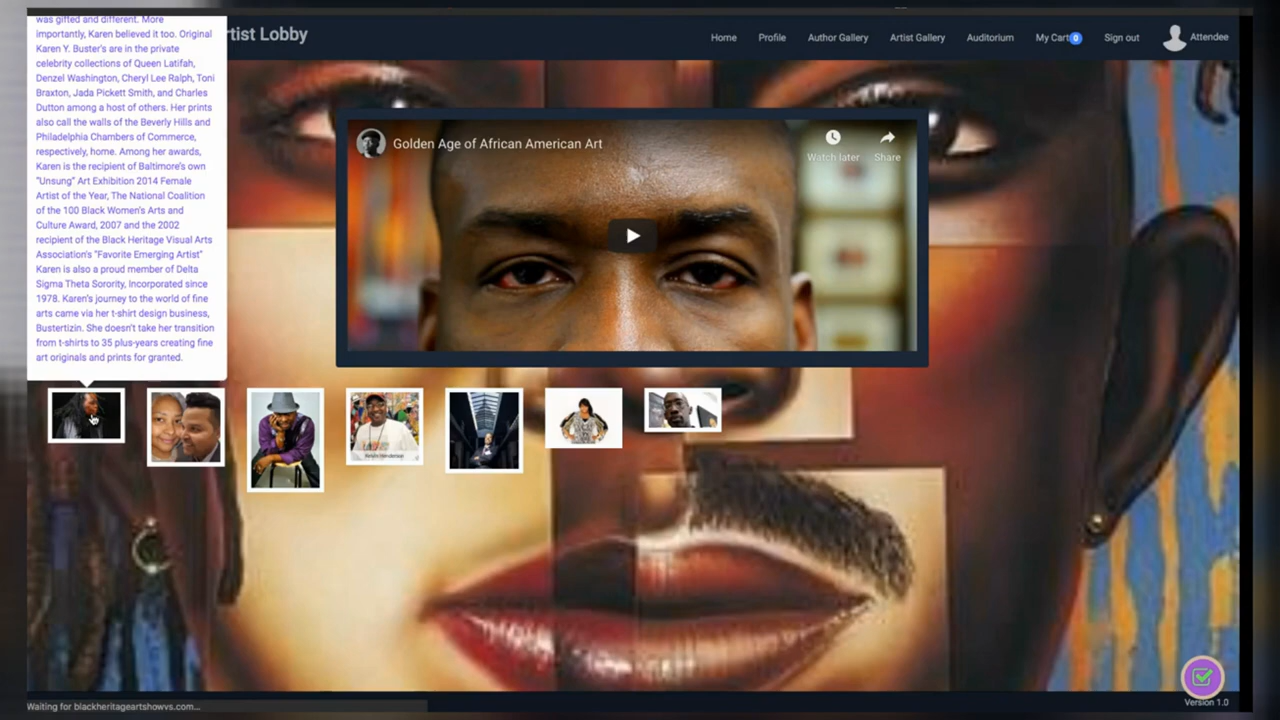 was gifted and different. More
importantly, Karen believed it too. Original
Karen Y. Buster's are in the private
celebrity collections of Queen Latifah,
Denzel Washington, Cheryl Lee Ralph, Toni
Braxton, Jada Pickett Smith, and Charles
Dutton among a host of others. Her prints
also call the walls of the Beverly Hills and
Philadelphia Chambers of Commerce,
respectively, home. Among her awards,
Karen is the recipient of Baltimore's own
"Unsung" Art Exhibition 2014 Female
Artist of the Year, The National Coalition
of the 100 Black Women's Arts and
Culture Award, 2007 and the 2002
recipient of the Black Heritage Visual Arts
Association's "Favorite Emerging Artist"
Karen is also a proud member of Delta
Sigma Theta Sorority, Incorporated since
1978. Karen's journey to the world of fine
arts came via her t-shirt design business,
Bustertizin. She doesn't take her transition
from t-shirts to 35 plus-years creating fine
art originals and prints for granted.
rtist Lobby
Home Profile Author Gallery Artist Gallery Auditorium My Cart 0 Sign out Attendee
Golden Age of African American Art
Watch later Share
Kevin Henderson
Version 1.0
Waiting for blackheritageartshowvs.com...